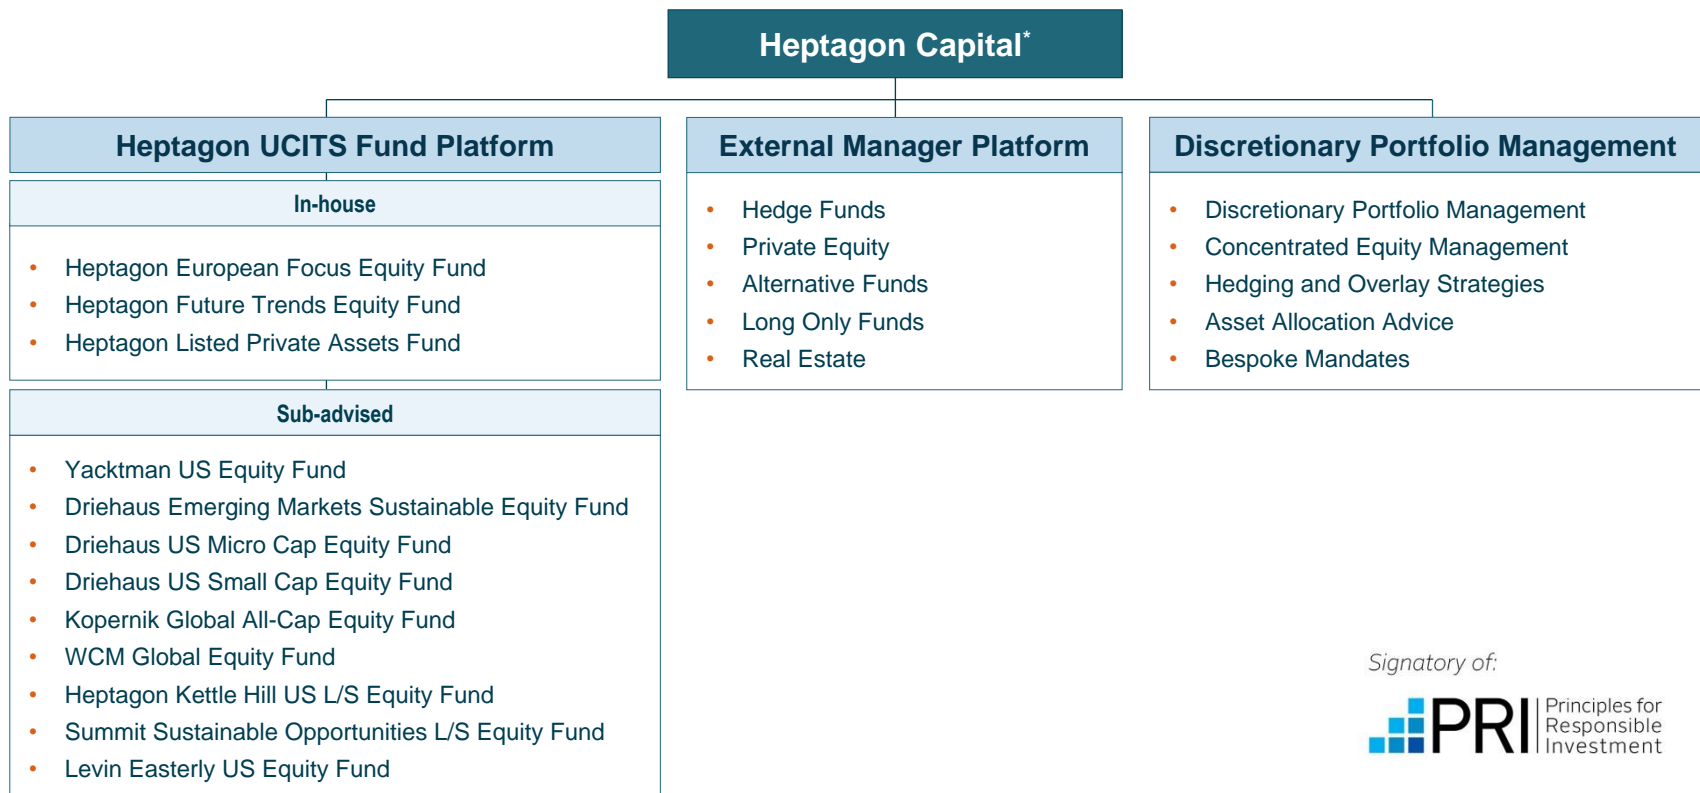 Heptagon Capital*
Heptagon UCITS Fund Platform
In-house
• Heptagon European Focus Equity Fund
• Heptagon Future Trends Equity Fund
• Heptagon Listed Private Assets Fund
Sub-advised
• Yacktman US Equity Fund
• Driehaus Emerging Markets Sustainable Equity Fund
• Driehaus US Micro Cap Equity Fund
• Driehaus US Small Cap Equity Fund
• Kopernik Global All-Cap Equity Fund
• WCM Global Equity Fund
• Heptagon Kettle Hill US L/S Equity Fund
• Summit Sustainable Opportunities L/S Equity Fund
• Levin Easterly US Equity Fund
External Manager Platform
• Hedge Funds
• Private Equity
• Alternative Funds
• Long Only Funds
• Real Estate
Discretionary Portfolio Management
• Discretionary Portfolio Management
• Concentrated Equity Management
• Hedging and Overlay Strategies
• Asset Allocation Advice
• Bespoke Mandates
Signatory of:
PRI
Principles for
Responsible
Investment